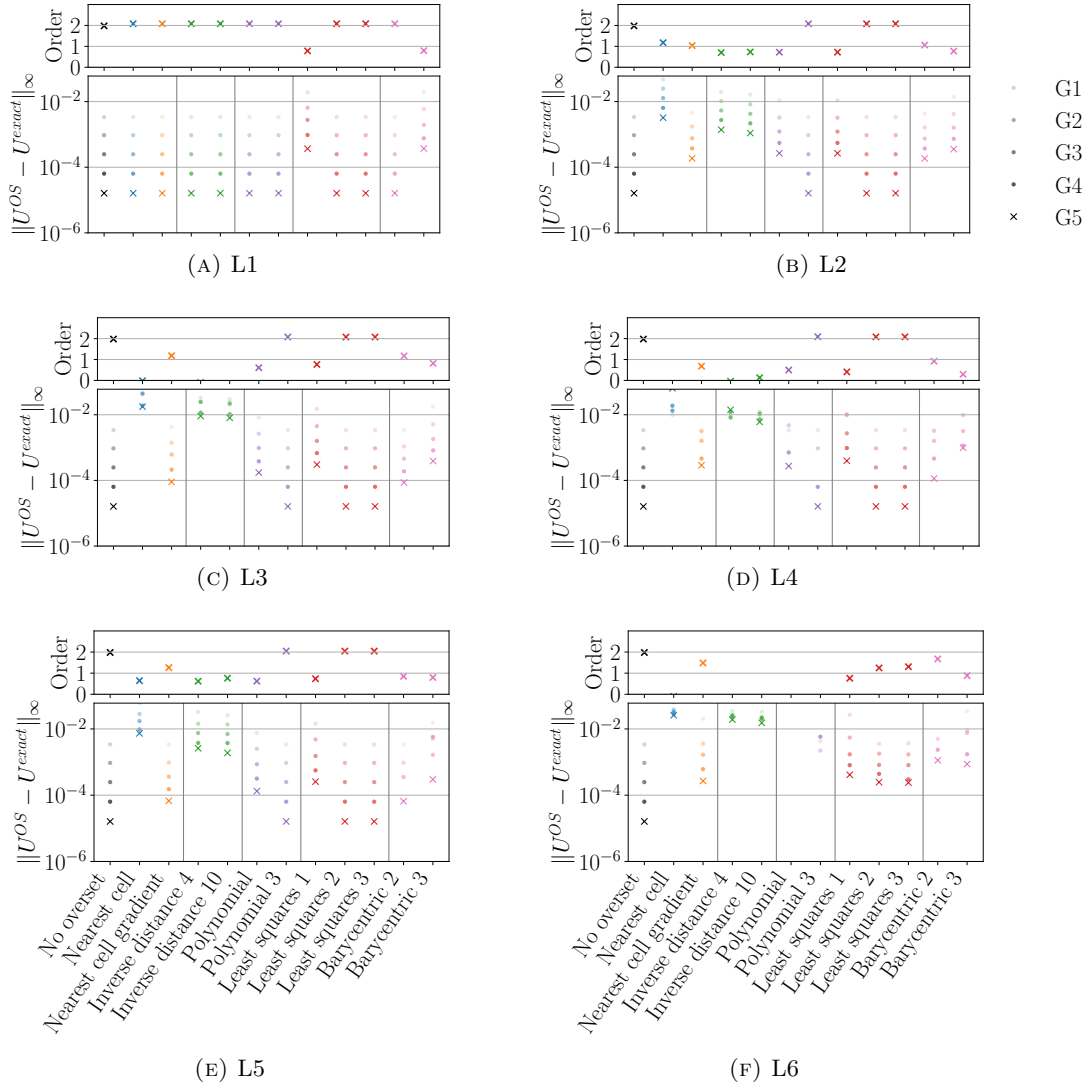 Order
2
1
0
||U^{OS} − U^{exact}||_∞
10^{−2}
10^{−4}
10^{−6}
(A) L1
Order
2
1
0
||U^{OS} − U^{exact}||_∞
10^{−2}
10^{−4}
10^{−6}
(B) L2
G1
G2
G3
G4
G5
Order
2
1
0
||U^{OS} − U^{exact}||_∞
10^{−2}
10^{−4}
10^{−6}
(C) L3
Order
2
1
0
||U^{OS} − U^{exact}||_∞
10^{−2}
10^{−4}
10^{−6}
(D) L4
Order
2
1
0
||U^{OS} − U^{exact}||_∞
10^{−2}
10^{−4}
10^{−6}
No overset
Nearest cell
Nearest cell gradient
Inverse distance 4
Inverse distance 10
Polynomial
Polynomial 3
Least squares 1
Least squares 2
Least squares 3
Barycentric 2
Barycentric 3
(E) L5
Order
2
1
0
||U^{OS} − U^{exact}||_∞
10^{−2}
10^{−4}
10^{−6}
No overset
Nearest cell
Nearest cell gradient
Inverse distance 4
Inverse distance 10
Polynomial
Polynomial 3
Least squares 1
Least squares 2
Least squares 3
Barycentric 2
Barycentric 3
(F) L6